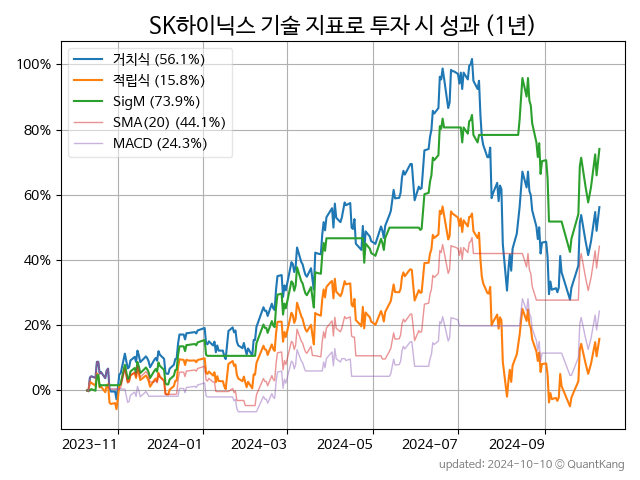 SK하이닉스 기술 지표로 투자 시 성과 (1년)
거치식 (56.1%)
적립식 (15.8%)
SigM (73.9%)
SMA(20) (44.1%)
MACD (24.3%)
100%
80%
60%
40%
20%
0%
2023-11
2024-01
2024-03
2024-05
2024-07
2024-09
updated: 2024-10-10 © QuantKang